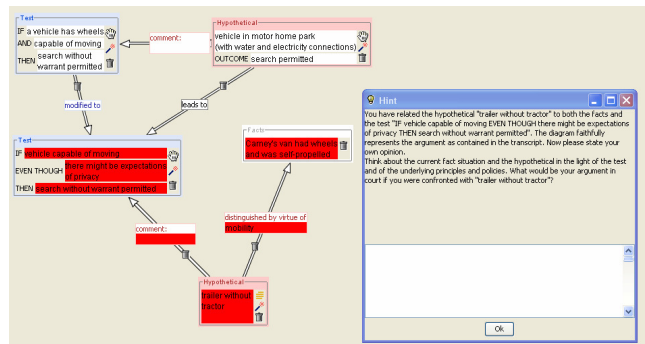 Test
IF a vehicle has wheels
AND capable of moving
THEN search without
warrant permitted
comment:
Hypothetical
vehicle in motor home park
(with water and electricity connections)
OUTCOME search permitted
modified to
leads to
Test
IF vehicle capable of moving
EVEN THOUGH there might be expectations
of privacy
THEN search without warrant permitted
Facts
Carney's van had wheels
and was self-propelled
comment:
distinguished by virtue of
mobility
Hypothetical
trailer without
tractor
Hint
You have related the hypothetical "trailer without tractor" to both the facts and
the test "IF vehicle capable of moving EVEN THOUGH there might be expectations
of privacy THEN search without warrant permitted". The diagram faithfully
represents the argument as contained in the transcript. Now please state your
own opinion.
Think about the current fact situation and the hypothetical in the light of the test
and of the underlying principles and policies. What would be your argument in
court if you were confronted with "trailer without tractor"?
Ok